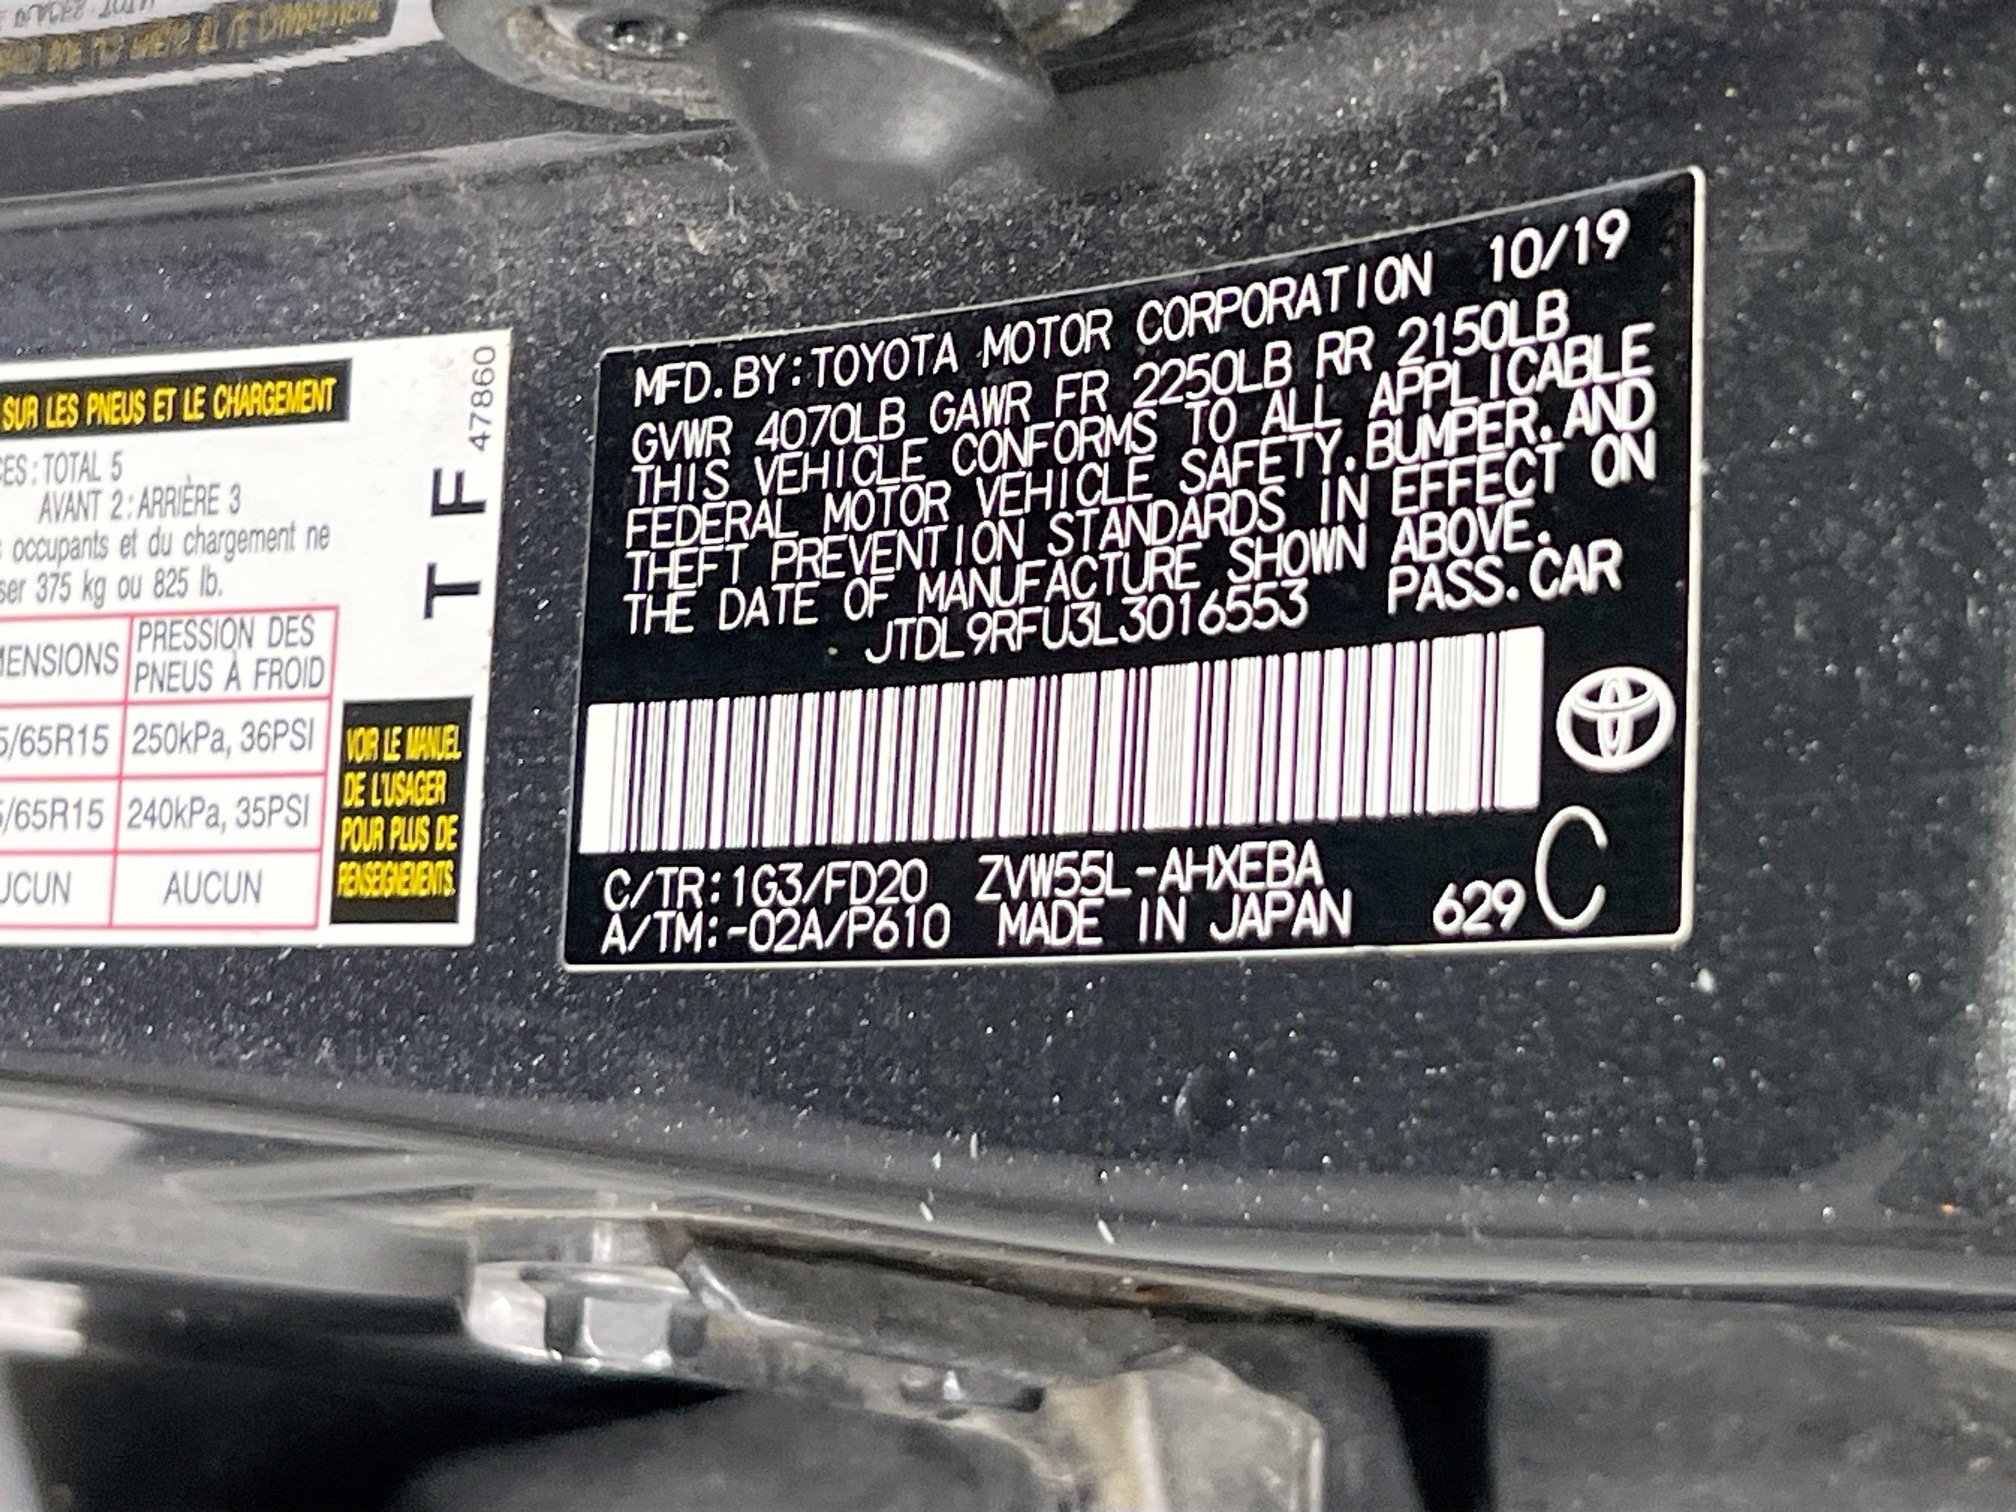 SUR LES PNEUS ET LE CHARGEMENT
TOTAL 5
AVANT 2:ARRIÈRE 3
occupants et du chargement ne
375 kg ou 825 lb.
PRESSION DES
PNEUS À FROID
/65R15 250kPa, 36PSI
/65R15 240kPa, 35PSI
AUCUN
VOIR LE MANUEL
DE L'USAGER
POUR PLUS DE
RENSEIGNEMENTS.
T F 47860
MFD.BY:TOYOTA MOTOR CORPORATION 10/19
GVWR 4070LB GAWR FR 2250LB RR 2150LB
THIS VEHICLE CONFORMS TO ALL APPLICABLE
FEDERAL MOTOR VEHICLE SAFETY,BUMPER,AND
THEFT PREVENTION STANDARDS IN EFFECT ON
THE DATE OF MANUFACTURE SHOWN ABOVE.
JTDL9RFU3L3016553 PASS.CAR
C/TR:1G3/FD20 ZVW55L-AHXEBA
A/TM:-02A/P610 MADE IN JAPAN 629 C